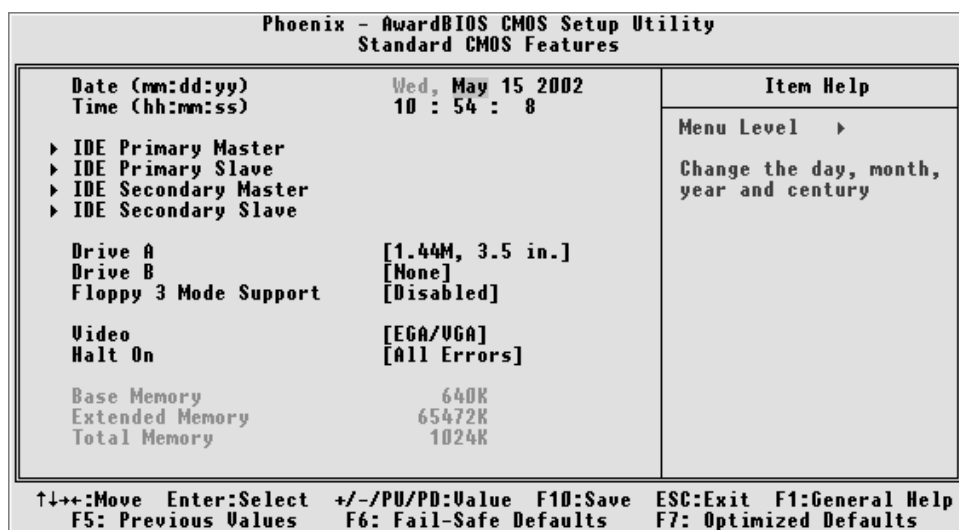 Phoenix - AwardBIOS CMOS Setup Utility
Standard CMOS Features
Date (mm:dd:yy) Wed, May 15 2002
Time (hh:mm:ss) 10 : 54 : 8
Item Help
Menu Level ▸
Change the day, month,
year and century
▸ IDE Primary Master
▸ IDE Primary Slave
▸ IDE Secondary Master
▸ IDE Secondary Slave
Drive A [1.44M, 3.5 in.]
Drive B [None]
Floppy 3 Mode Support [Disabled]
Video [EGA/VGA]
Halt On [All Errors]
Base Memory 640K
Extended Memory 65472K
Total Memory 1024K
↑↓→←:Move Enter:Select +/-/PU/PD:Value F10:Save ESC:Exit F1:General Help
F5: Previous Values F6: Fail-Safe Defaults F7: Optimized Defaults